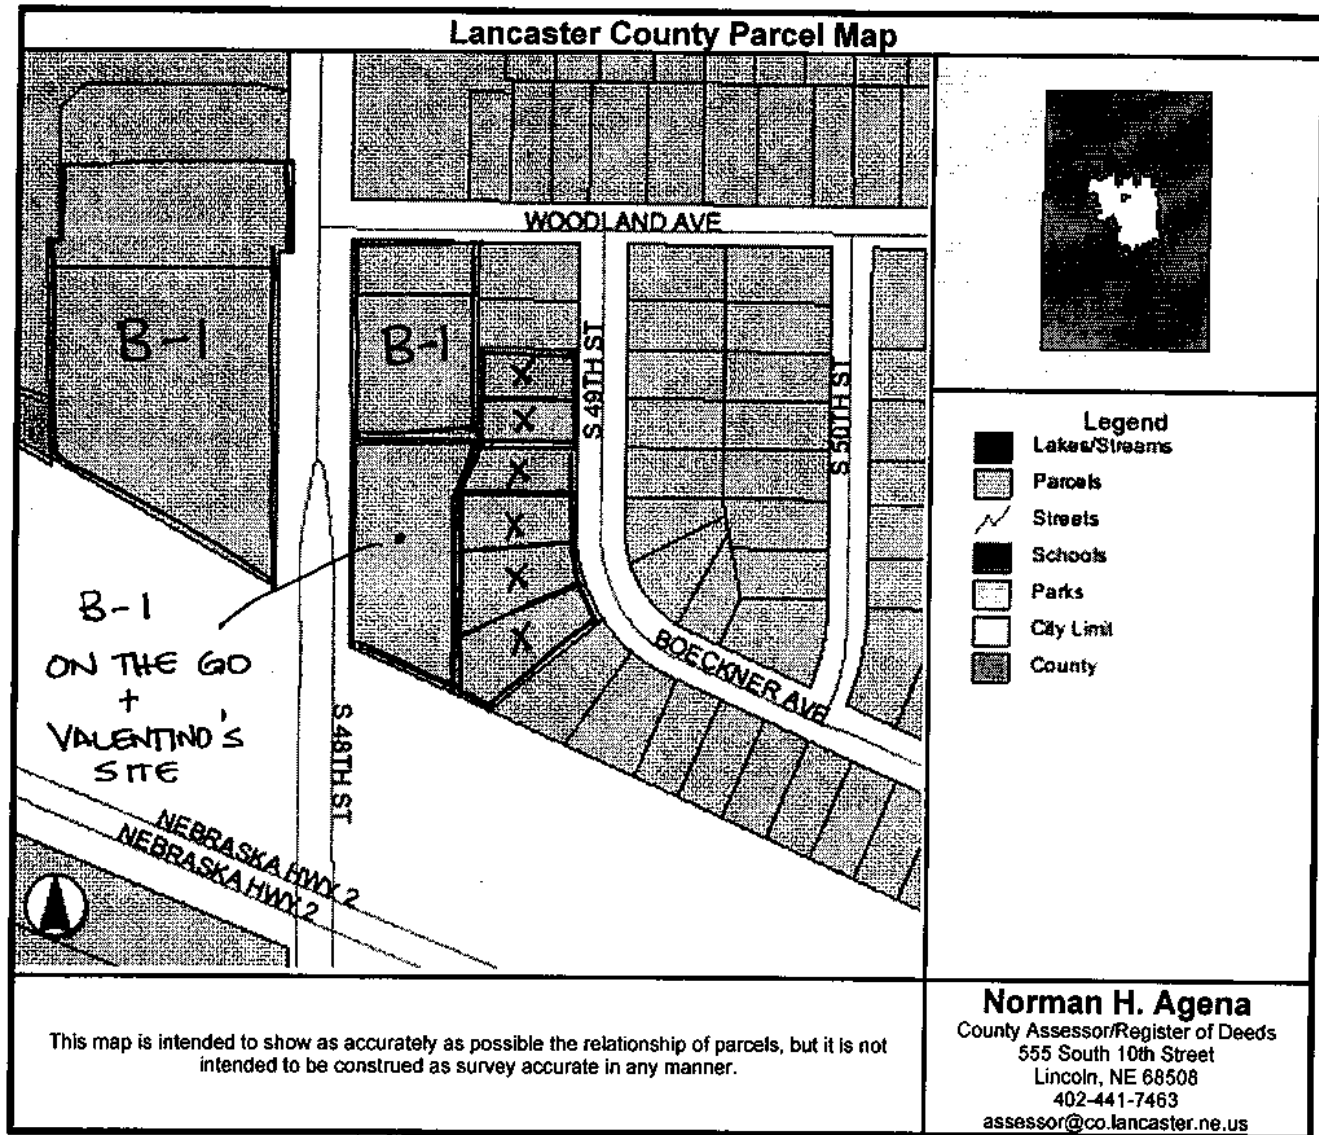 Lancaster County Parcel Map
WOODLAND AVE
B-1
B-1
S 49TH ST
S 50TH ST
X
X
X
X
X
X
BOECKNER AVE
B-1
ON THE GO
+
VALENTINO'S
SITE
S 48TH ST
NEBRASKA HWY 2
NEBRASKA HWY 2
Legend
Lakes/Streams
Parcels
Streets
Schools
Parks
City Limit
County
This map is intended to show as accurately as possible the relationship of parcels, but it is not
intended to be construed as survey accurate in any manner.
Norman H. Agena
County Assessor/Register of Deeds
555 South 10th Street
Lincoln, NE 68508
402-441-7463
assessor@co.lancaster.ne.us